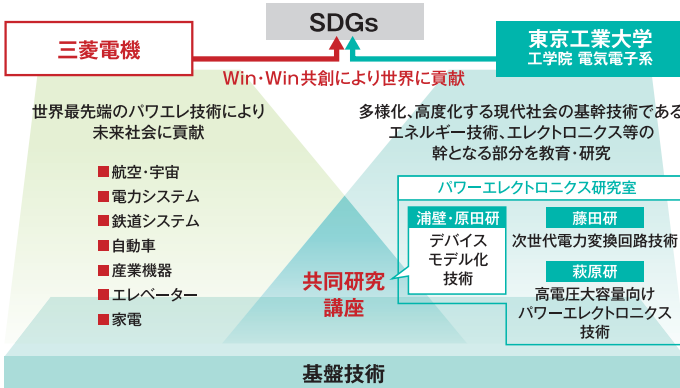 SDGs
三菱電機
東京工業大学
工学院 電気電子系
Win・Win共創により世界に貢献
世界最先端のパワエレ技術により
未来社会に貢献
航空・宇宙
電力システム
鉄道システム
自動車
産業機器
エレベーター
家電
多様化、高度化する現代社会の基幹技術である
エネルギー技術、エレクトロニクス等の
幹となる部分を教育・研究
パワーエレクトロニクス研究室
浦壁・原田研
デバイス
モデル化
技術
藤田研
次世代電力変換回路技術
萩原研
高電圧大容量向け
パワーエレクトロニクス
技術
共同研究
講座
基盤技術